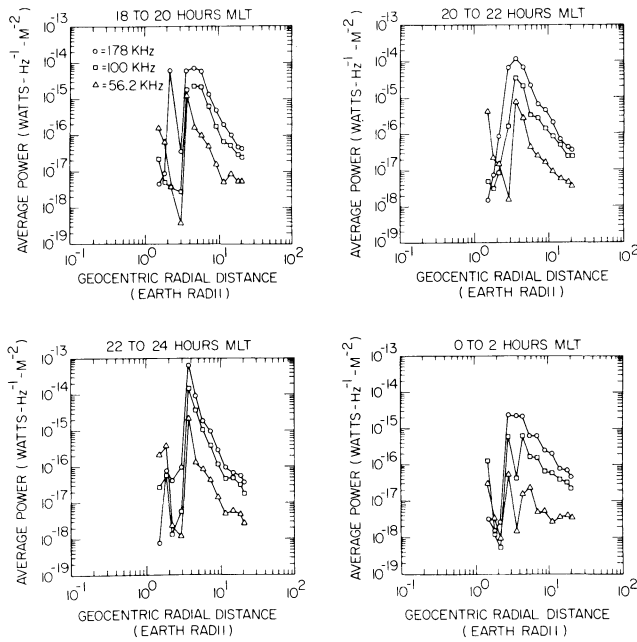 18 TO 20 HOURS MLT
AVERAGE POWER (WATTS-Hz⁻¹-M⁻²)
10⁻¹³
10⁻¹⁴
10⁻¹⁵
10⁻¹⁶
10⁻¹⁷
10⁻¹⁸
10⁻¹⁹
○=178 KHz
□=100 KHz
△=56.2 KHz
10⁻¹ 10⁰ 10¹ 10²
GEOCENTRIC RADIAL DISTANCE
(EARTH RADII)
20 TO 22 HOURS MLT
AVERAGE POWER (WATTS-Hz⁻¹-M⁻²)
10⁻¹³
10⁻¹⁴
10⁻¹⁵
10⁻¹⁶
10⁻¹⁷
10⁻¹⁸
10⁻¹⁹
10⁻¹ 10⁰ 10¹ 10²
GEOCENTRIC RADIAL DISTANCE
(EARTH RADII)
22 TO 24 HOURS MLT
AVERAGE POWER (WATTS-Hz⁻¹-M⁻²)
10⁻¹³
10⁻¹⁴
10⁻¹⁵
10⁻¹⁶
10⁻¹⁷
10⁻¹⁸
10⁻¹⁹
10⁻¹ 10⁰ 10¹ 10²
GEOCENTRIC RADIAL DISTANCE
(EARTH RADII)
0 TO 2 HOURS MLT
AVERAGE POWER (WATTS-Hz⁻¹-M⁻²)
10⁻¹³
10⁻¹⁴
10⁻¹⁵
10⁻¹⁶
10⁻¹⁷
10⁻¹⁸
10⁻¹⁹
10⁻¹ 10⁰ 10¹ 10²
GEOCENTRIC RADIAL DISTANCE
(EARTH RADII)